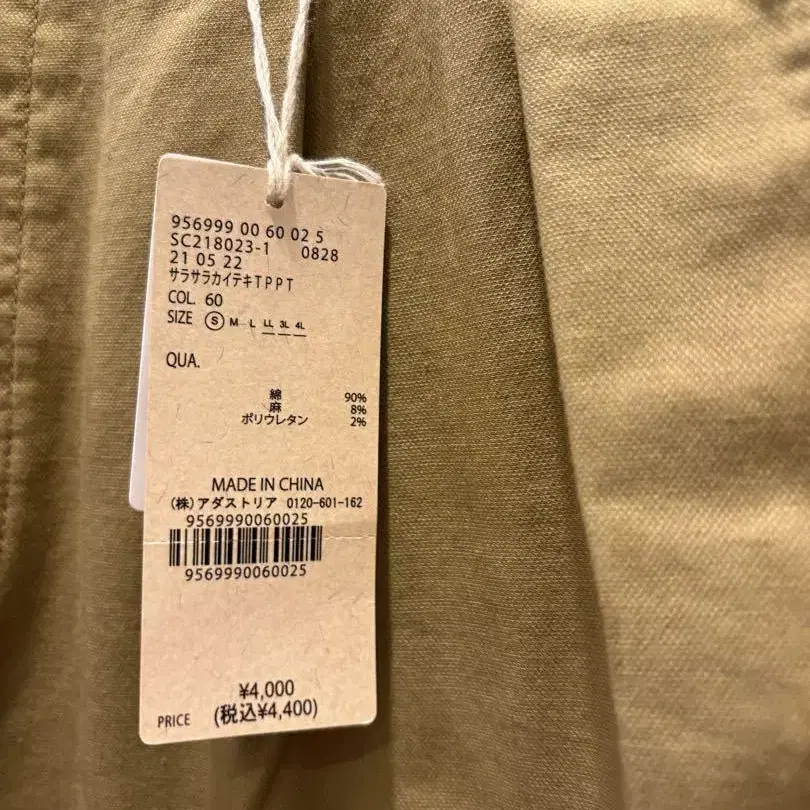 956999 00 60 02 5
SC218023-1 0828
21 05 22
サラサラカイテキTPPT
COL. 60
SIZE S M L LL 3L 4L
QUA.
綿 90%
麻 8%
ポリウレタン 2%
MADE IN CHINA
(株)アダストリア 0120-601-162
9569990060025
9569990060025
¥4,000
PRICE (税込¥4,400)